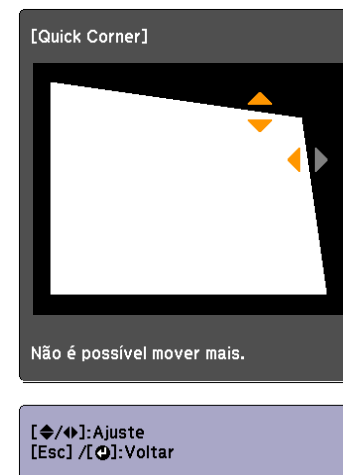 [Quick Corner]
Não é possível mover mais.
[◆/◆]:Ajuste
[Esc] /[↵]:Voltar